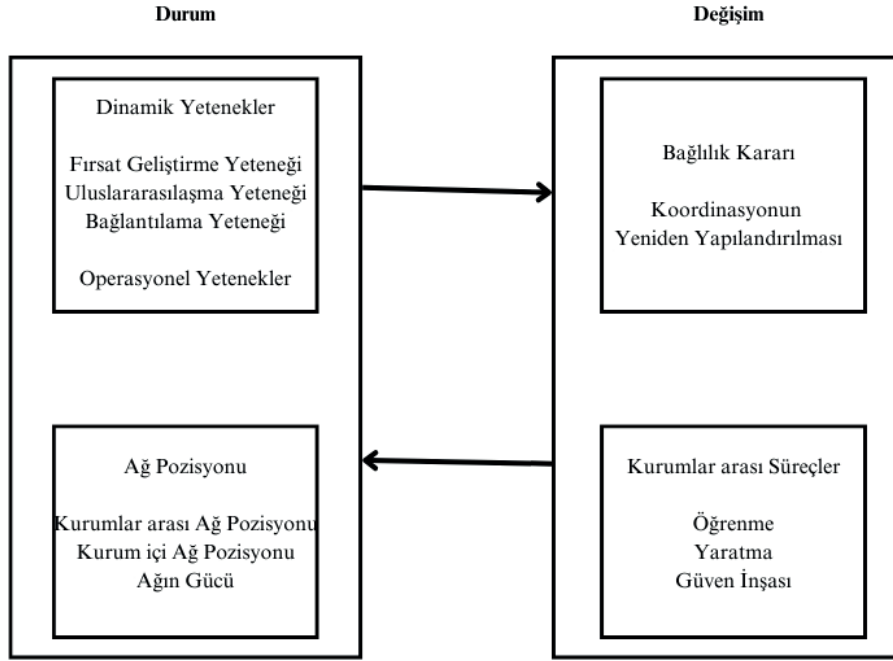 Durum
Değişim
Dinamik Yetenekler
Fırsat Geliştirme Yeteneği
Uluslararasılaşma Yeteneği
Bağlantılama Yeteneği
Operasyonel Yetenekler
Bağlılık Kararı
Koordinasyonun
Yeniden Yapılandırılması
Ağ Pozisyonu
Kurumlar arası Ağ Pozisyonu
Kurum içi Ağ Pozisyonu
Ağın Gücü
Kurumlar arası Süreçler
Öğrenme
Yaratma
Güven İnşası